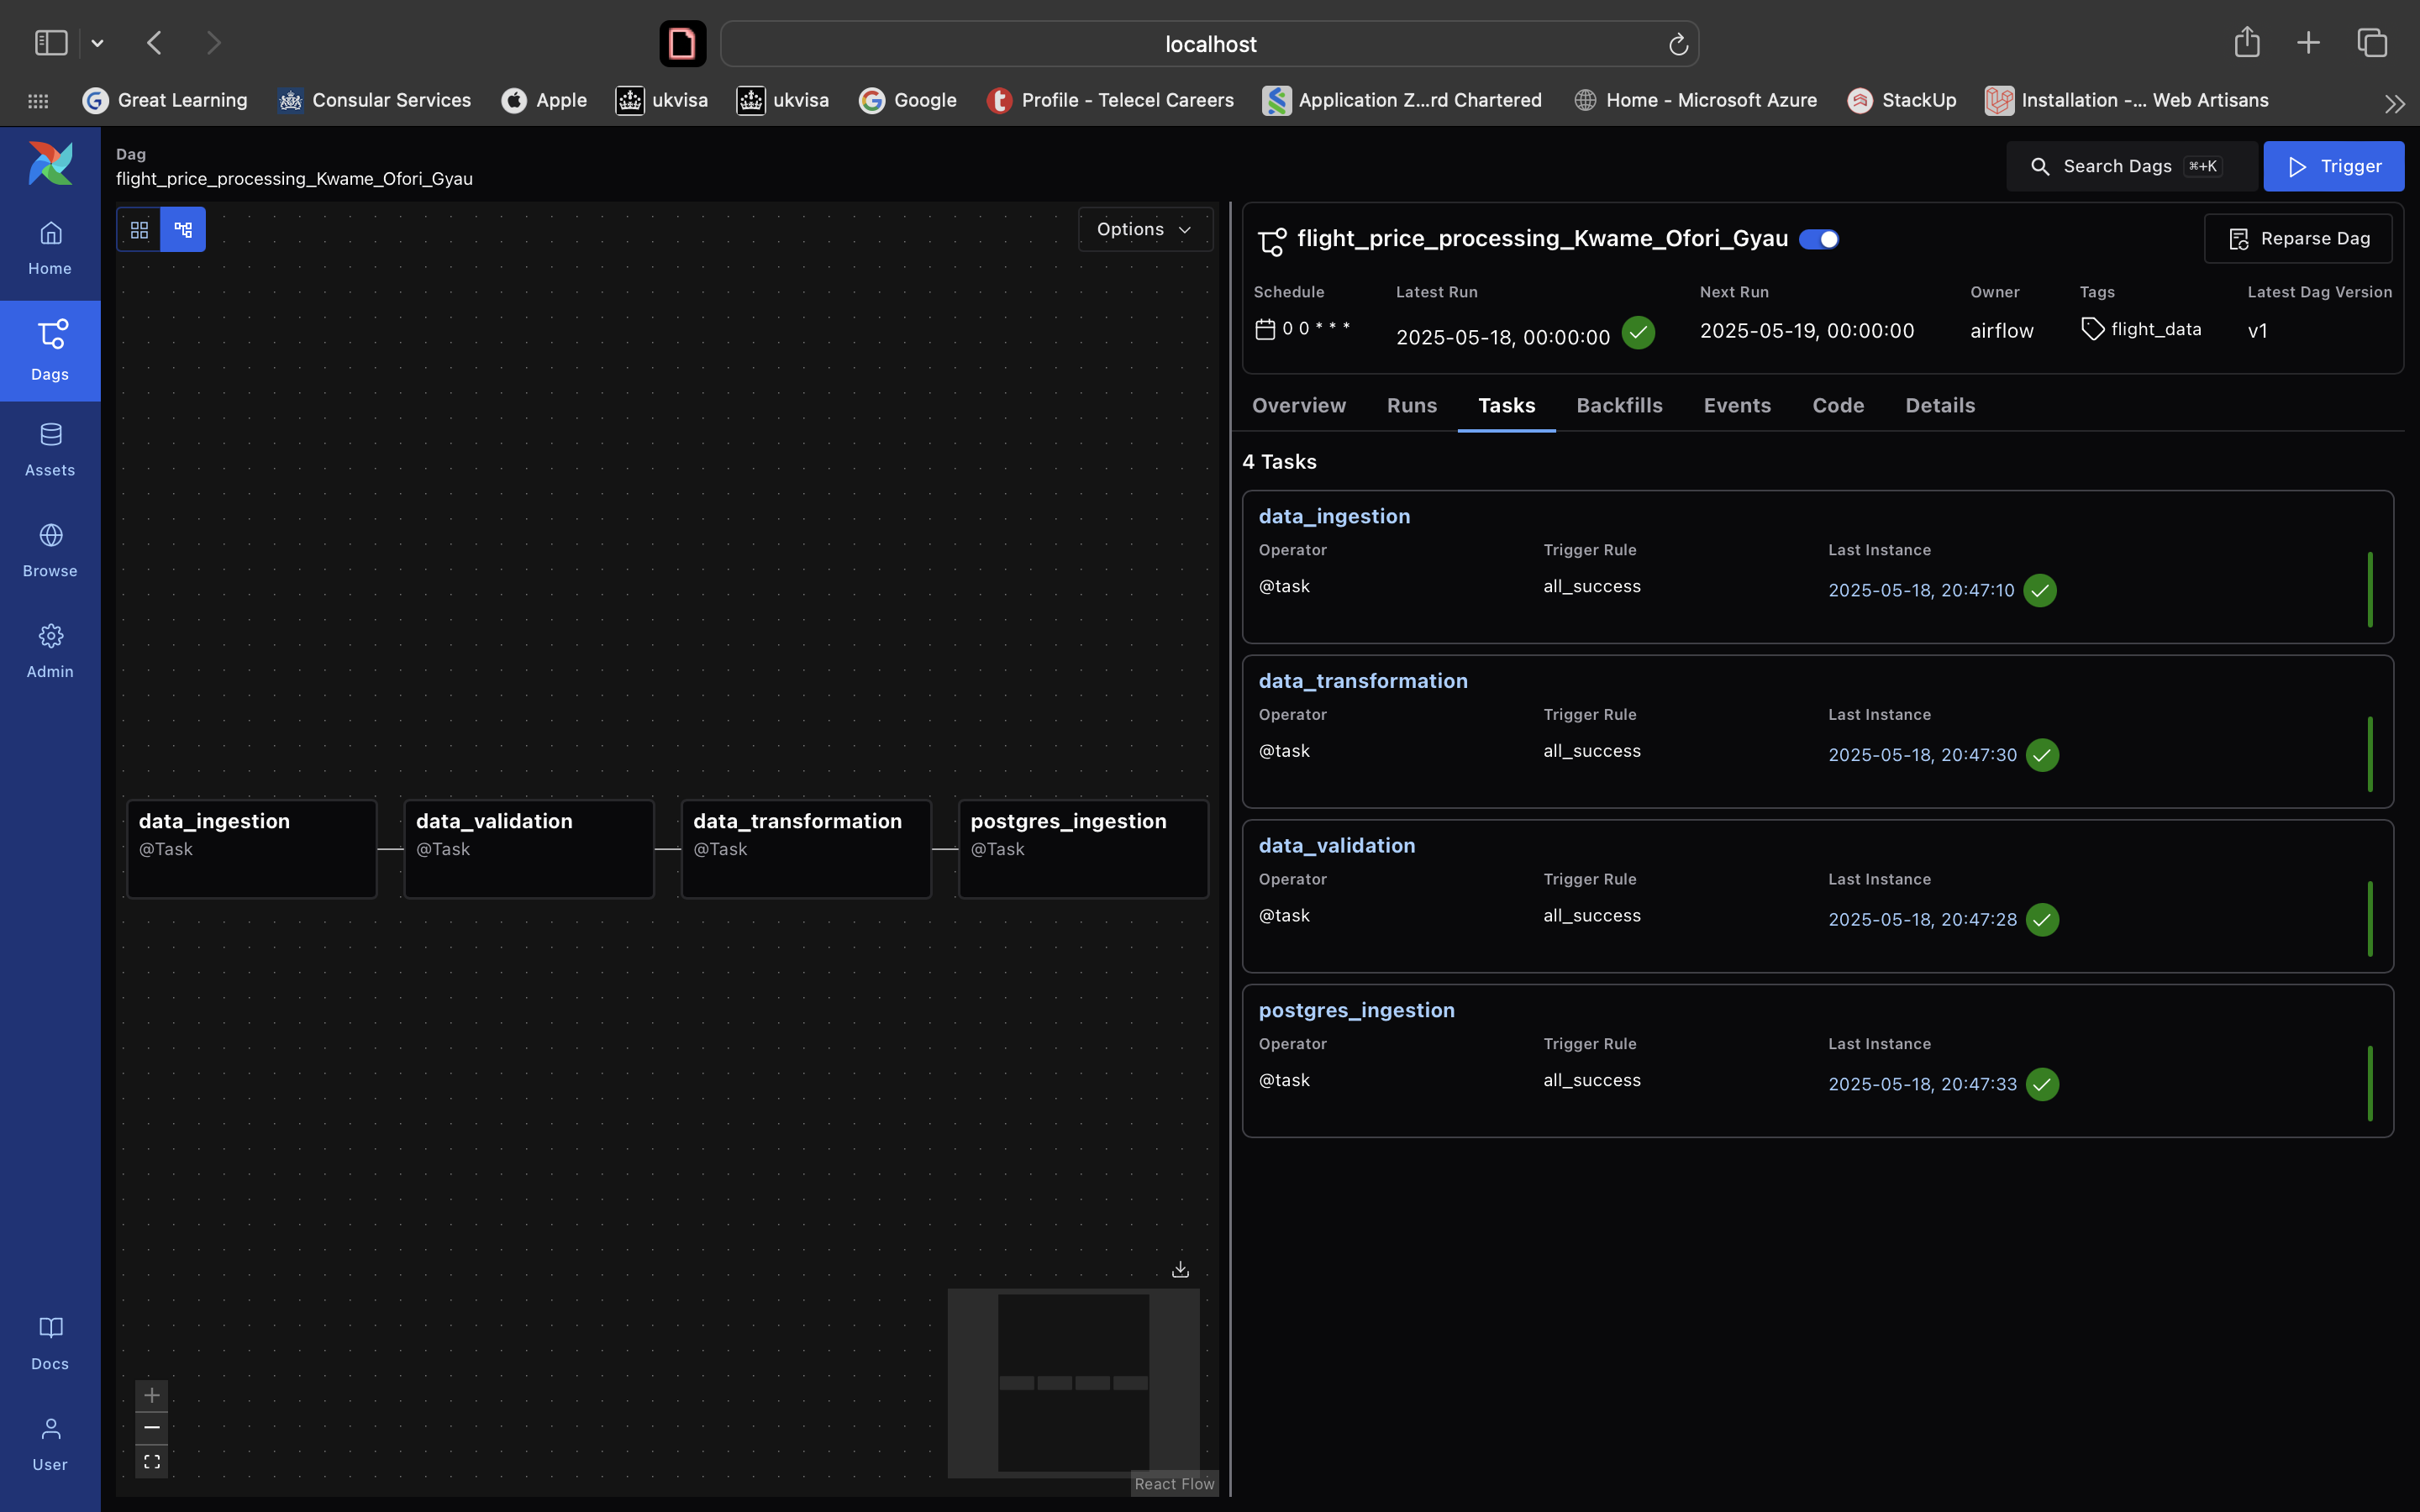 localhost
Great Learning
Consular Services
Apple
ukvisa
ukvisa
Google
Profile - Telecel Careers
Application Z...rd Chartered
Home - Microsoft Azure
StackUp
Installation -... Web Artisans
Dag
flight_price_processing_Kwame_Ofori_Gyau
Search Dags ⌘+K
Trigger
Home
Dags
Assets
Browse
Admin
Docs
User
Options
data_ingestion
@Task
data_validation
@Task
data_transformation
@Task
postgres_ingestion
@Task
React Flow
flight_price_processing_Kwame_Ofori_Gyau
Reparse Dag
Schedule Latest Run Next Run Owner Tags Latest Dag Version
0 0 * * * 2025-05-18, 00:00:00 2025-05-19, 00:00:00 airflow flight_data v1
Overview Runs Tasks Backfills Events Code Details
4 Tasks
data_ingestion
Operator Trigger Rule Last Instance
@task all_success 2025-05-18, 20:47:10
data_transformation
Operator Trigger Rule Last Instance
@task all_success 2025-05-18, 20:47:30
data_validation
Operator Trigger Rule Last Instance
@task all_success 2025-05-18, 20:47:28
postgres_ingestion
Operator Trigger Rule Last Instance
@task all_success 2025-05-18, 20:47:33